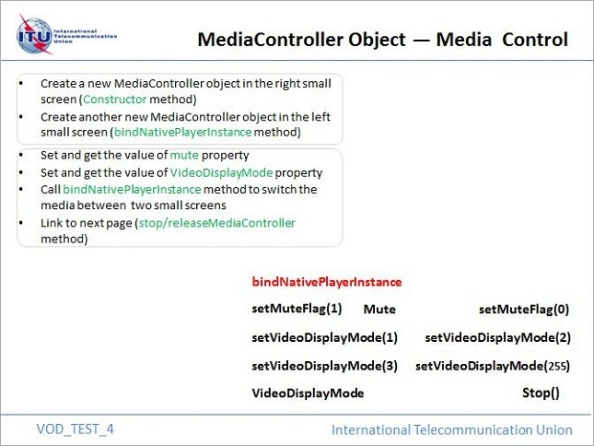 ITU International
Telecommunication
Union
MediaController Object — Media Control
• Create a new MediaController object in the right small
screen (Constructor method)
• Create another new MediaController object in the left
small screen (bindNativePlayerInstance method)
• Set and get the value of mute property
• Set and get the value of VideoDisplayMode property
• Call bindNativePlayerInstance method to switch the
media between two small screens
• Link to next page (stop/releaseMediaController
method)
bindNativePlayerInstance
setMuteFlag(1) Mute setMuteFlag(0)
setVideoDisplayMode(1) setVideoDisplayMode(2)
setVideoDisplayMode(3) setVideoDisplayMode(255)
VideoDisplayMode Stop()
VOD_TEST_4 International Telecommunication Union